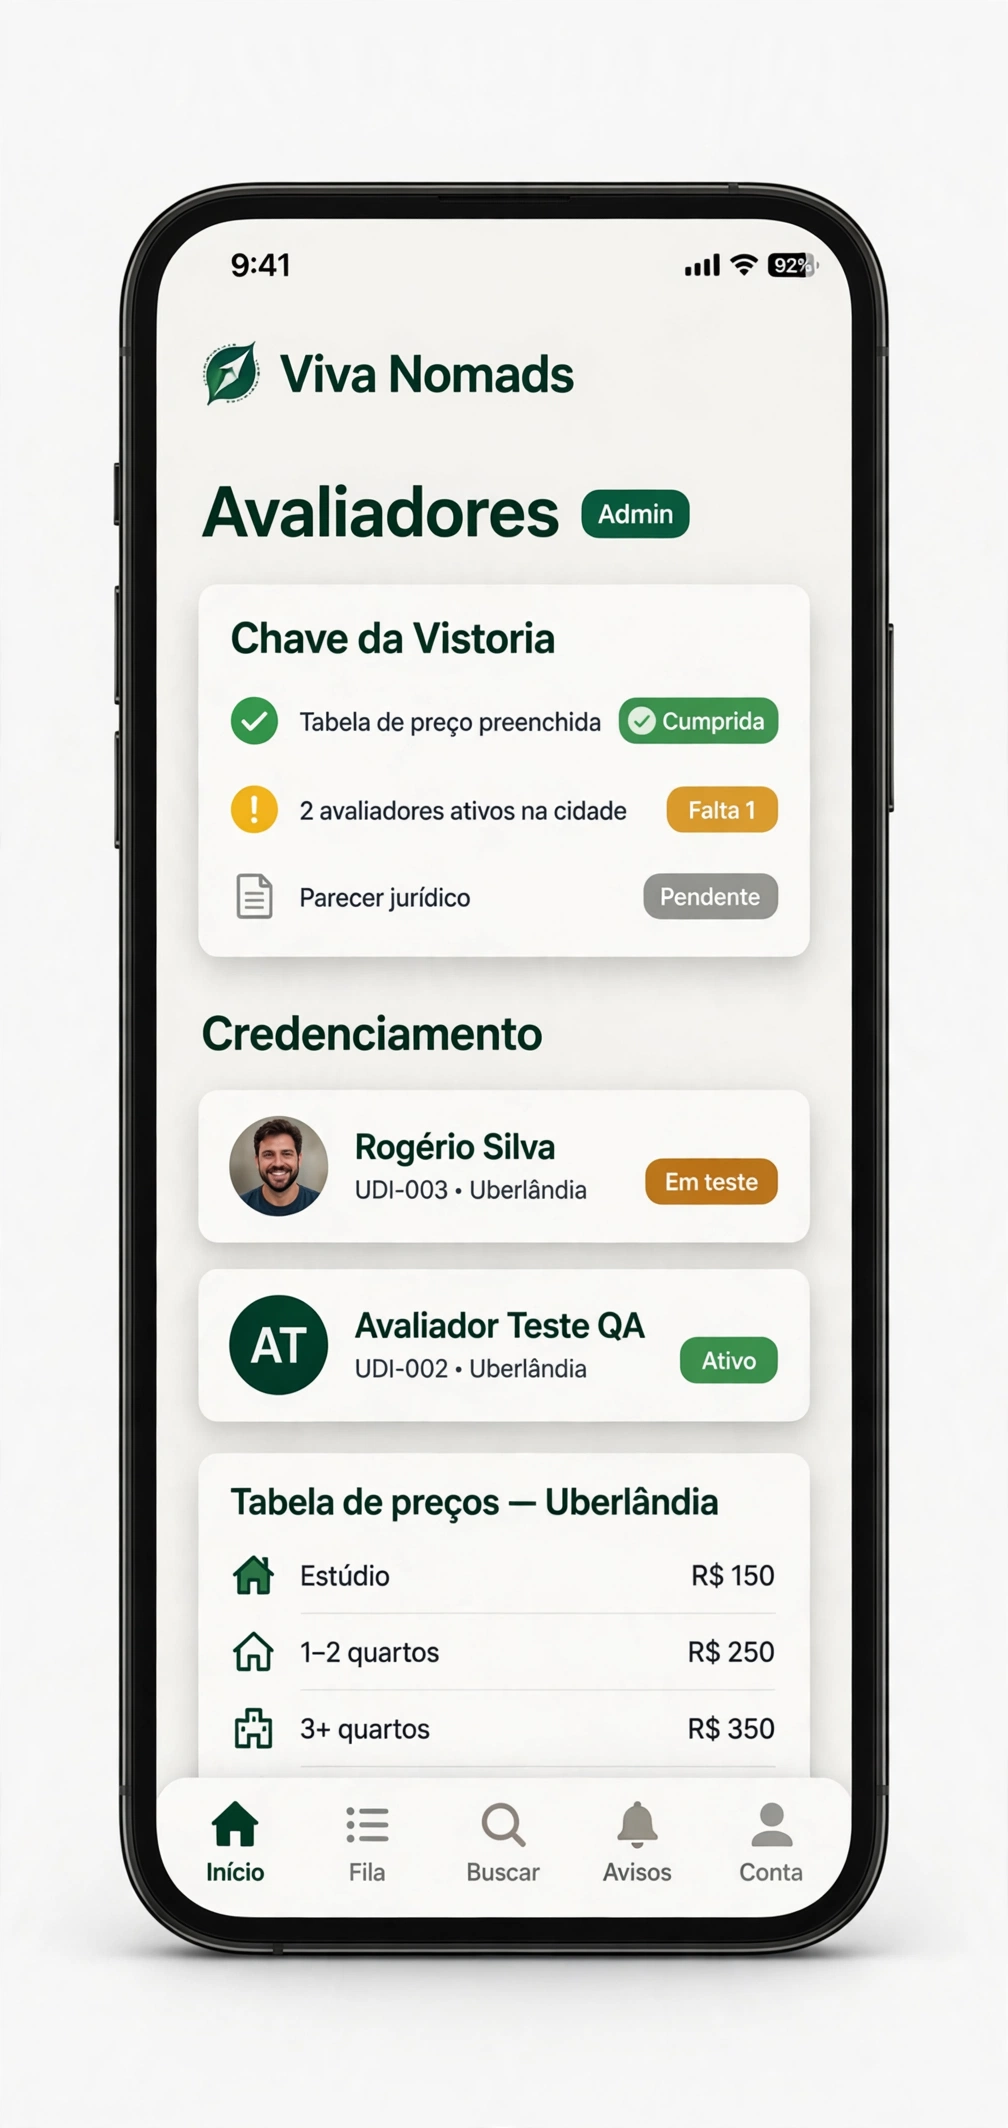 9:41
92%
Viva Nomads
Avaliadores
Admin
Chave da Vistoria
Tabela de preço preenchida
Cumprida
2 avaliadores ativos na cidade
Falta 1
Parecer jurídico
Pendente
Credenciamento
Rogério Silva
UDI-003 • Uberlândia
Em teste
AT
Avaliador Teste QA
UDI-002 • Uberlândia
Ativo
Tabela de preços — Uberlândia
Estúdio
R$ 150
1–2 quartos
R$ 250
3+ quartos
R$ 350
Início
Fila
Buscar
Avisos
Conta